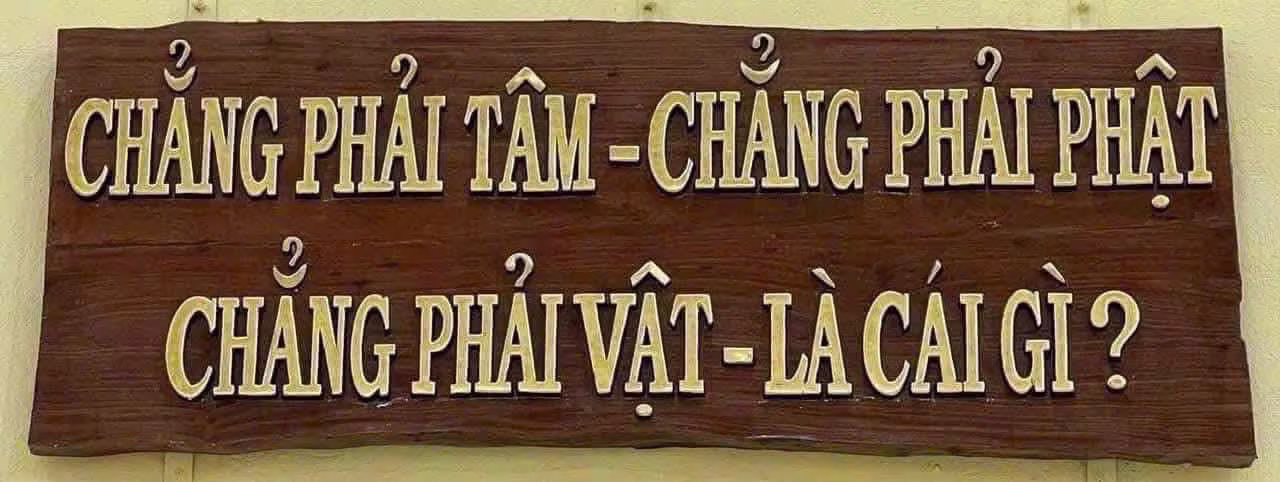 CHẲNG PHẢI TÂM - CHẲNG PHẢI PHẬT
CHẲNG PHẢI VẬT - LÀ CÁI GÌ ?